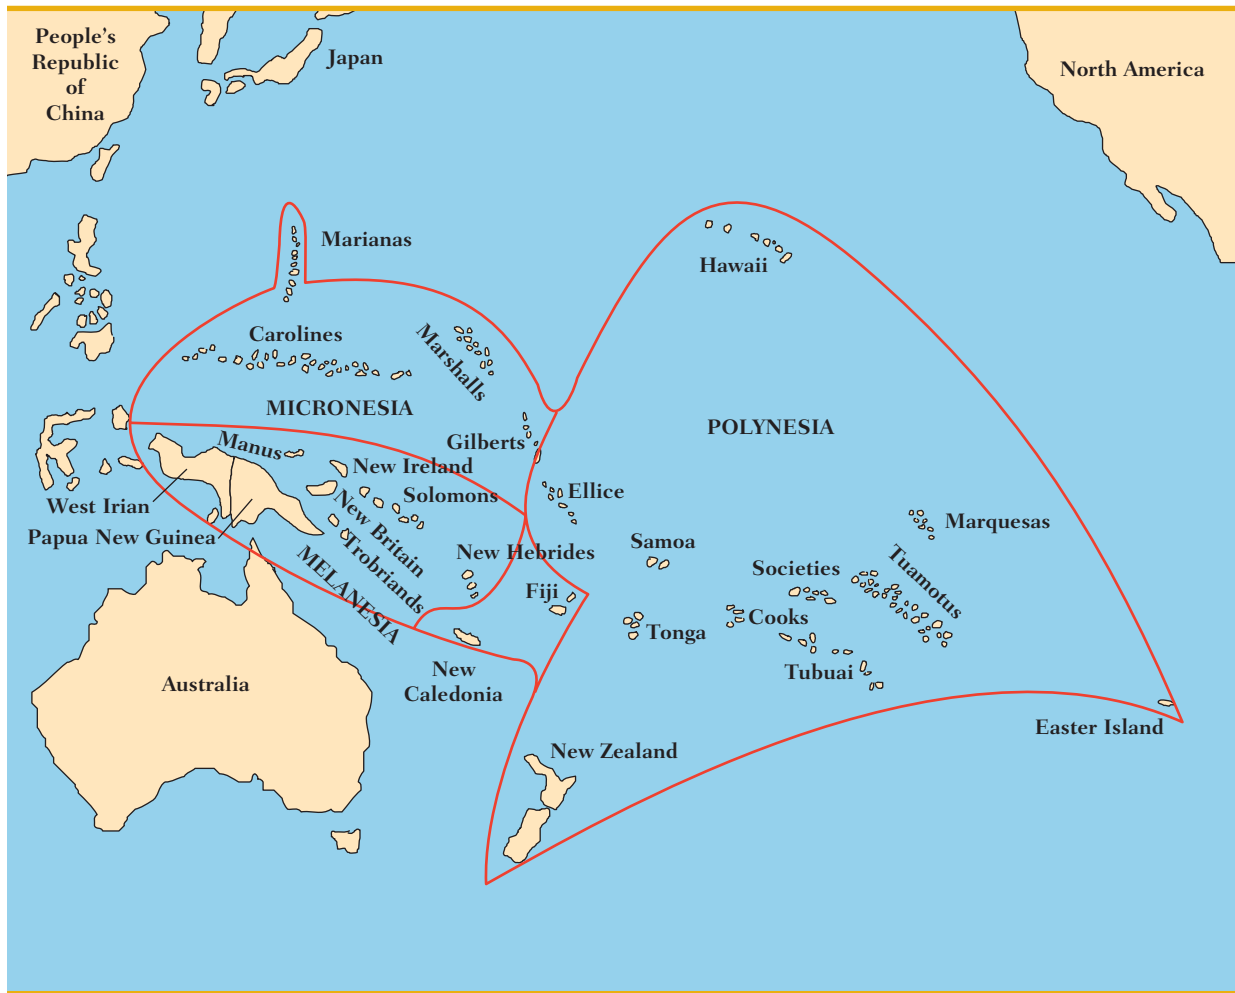 People's
Republic
of
China
Japan
North America
Marianas
Hawaii
Carolines
Marshalls
MICRONESIA
POLYNESIA
Manus
Gilberts
New Ireland
Solomons
Ellice
West Irian
Papua New Guinea
New Britain
Trobriands
MELANESIA
New Hebrides
Samoa
Marquesas
Societies
Tuamotus
Fiji
Tonga
Cooks
Tubuai
New
Caledonia
Australia
Easter Island
New Zealand